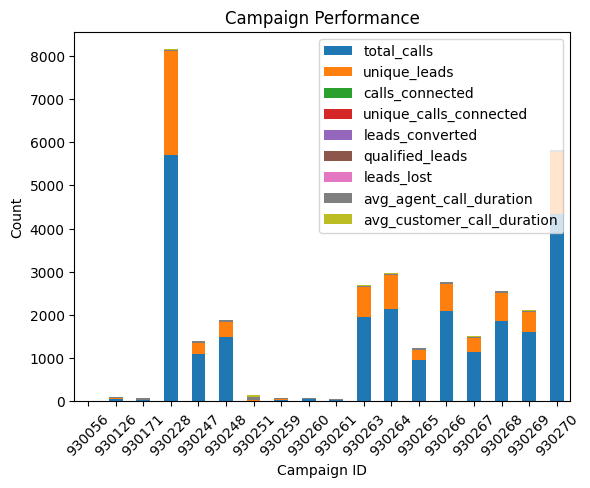 Campaign Performance
8000
7000
6000
5000
4000
3000
2000
1000
0
Count
total_calls
unique_leads
calls_connected
unique_calls_connected
leads_converted
qualified_leads
leads_lost
avg_agent_call_duration
avg_customer_call_duration
930056
930126
930171
930228
930247
930248
930251
930259
930260
930261
930263
930264
930265
930266
930267
930268
930269
930270
Campaign ID